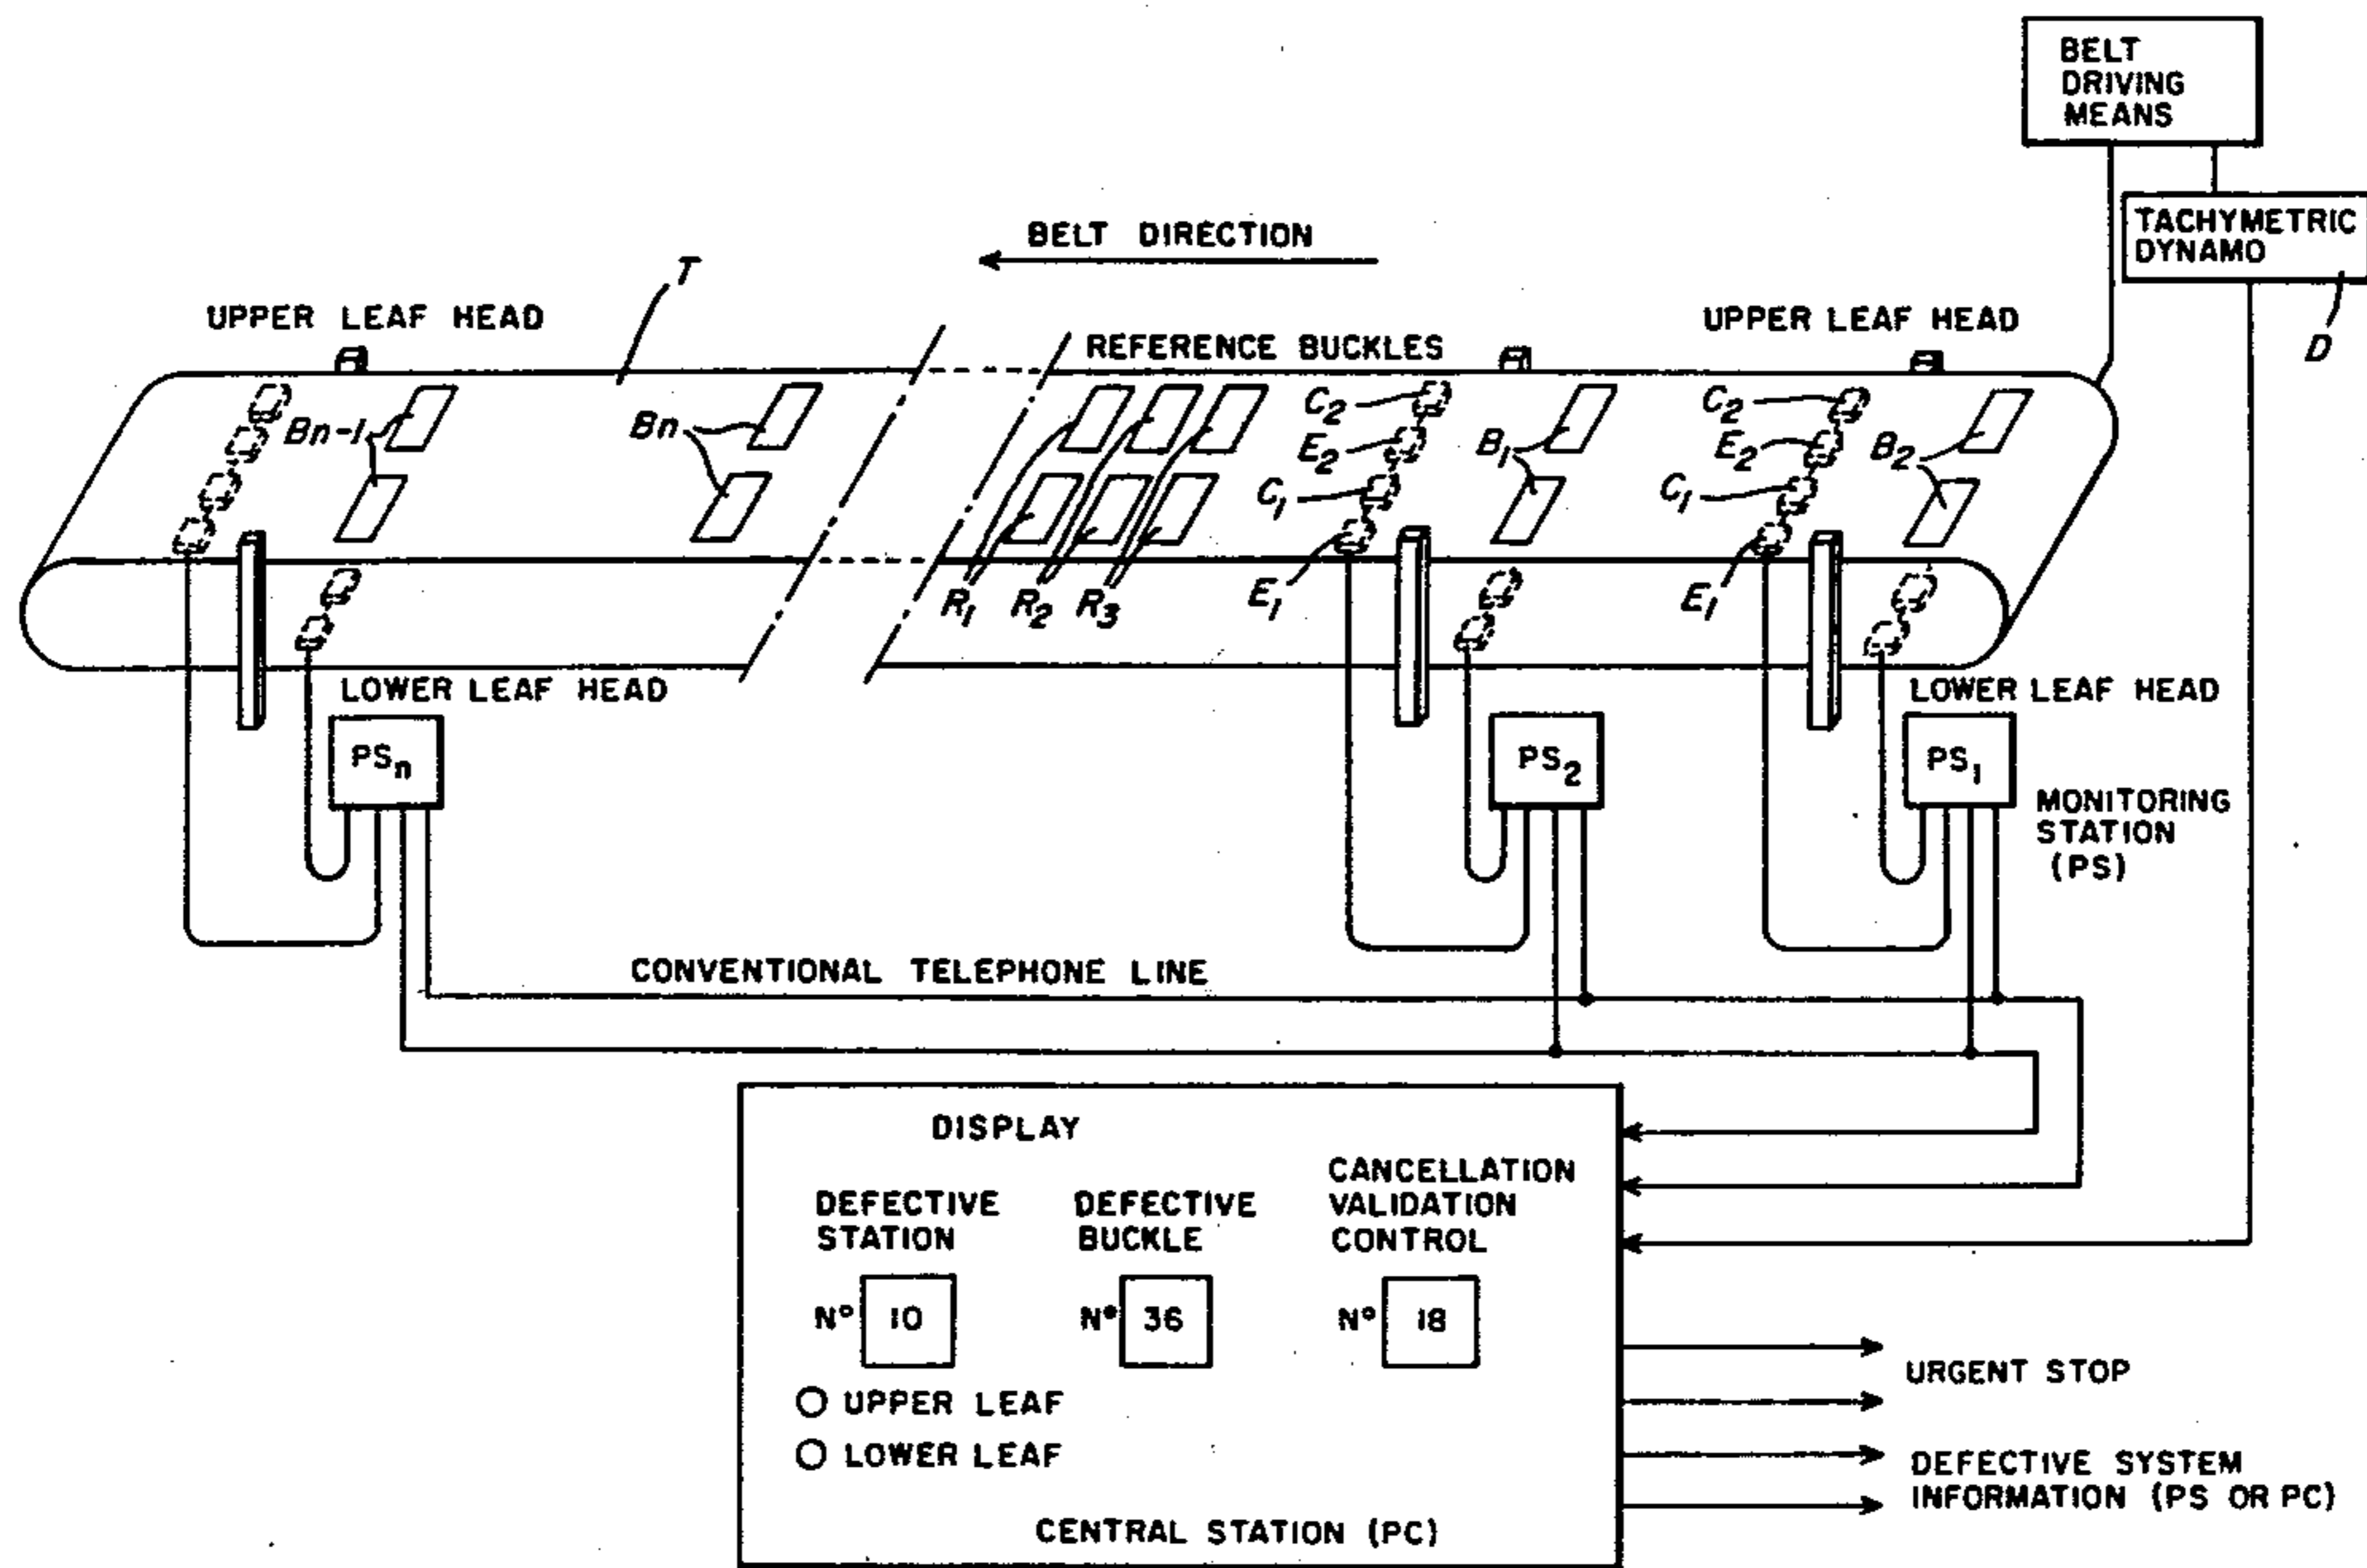 BELT
DRIVING
MEANS
TACHYMETRIC
DYNAMO
D
BELT DIRECTION
T
UPPER LEAF HEAD
REFERENCE BUCKLES
UPPER LEAF HEAD
Bn-1
Bn
C2
E2
C1
E1
B1
C2
E2
C1
E1
B2
R1 R2 R3
LOWER LEAF HEAD
LOWER LEAF HEAD
PSn
PS2
PS1
MONITORING
STATION
(PS)
CONVENTIONAL TELEPHONE LINE
DISPLAY
DEFECTIVE
STATION
N° 10
DEFECTIVE
BUCKLE
N° 36
CANCELLATION
VALIDATION
CONTROL
N° 18
UPPER LEAF
LOWER LEAF
CENTRAL STATION (PC)
URGENT STOP
DEFECTIVE SYSTEM
INFORMATION (PS OR PC)